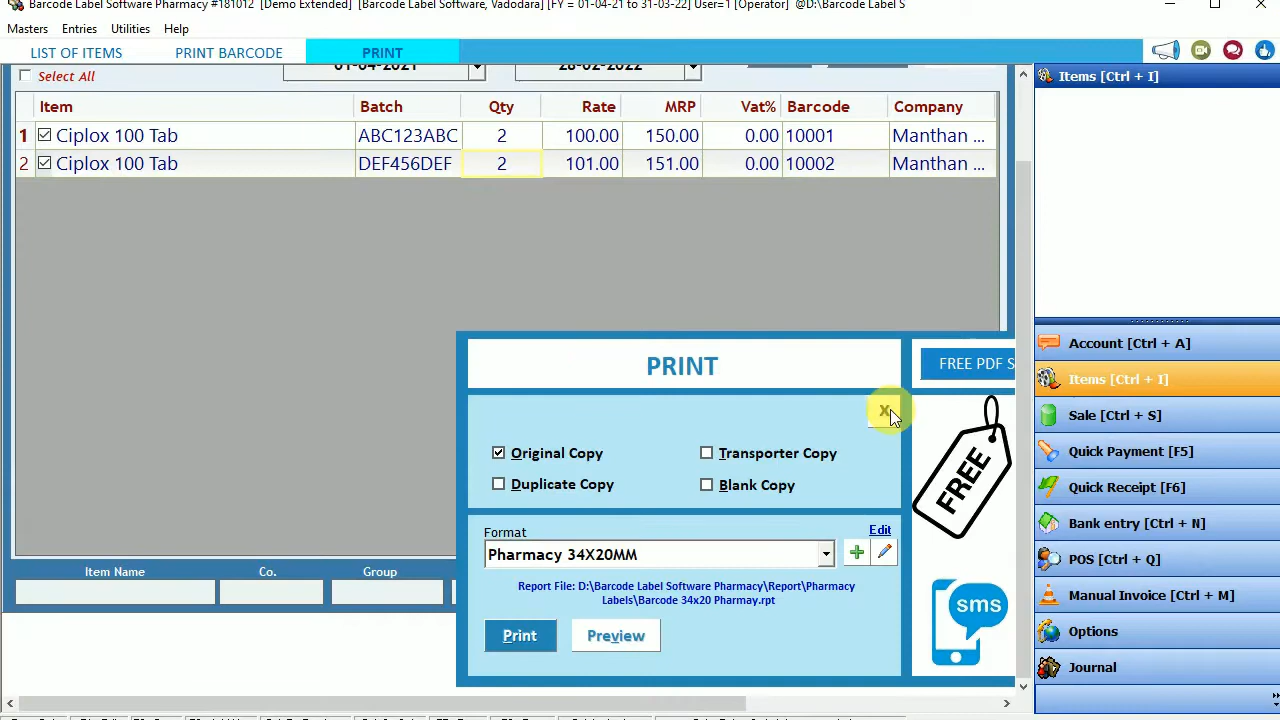 Barcode Label Software Pharmacy #181012 [Demo Extended] [Barcode Label Software, Vadodara] [FY = 01-04-21 to 31-03-22] User=1 [Operator] @D:\Barcode Label S
Masters Entries Utilities Help
LIST OF ITEMS PRINT BARCODE PRINT
Select All 01-04-2021 28-02-2022
Item Batch Qty Rate MRP Vat% Barcode Company
1 Ciplox 100 Tab ABC123ABC 2 100.00 150.00 0.00 10001 Manthan ...
2 Ciplox 100 Tab DEF456DEF 2 101.00 151.00 0.00 10002 Manthan ...
PRINT
FREE PDF S
X
Original Copy Transporter Copy
Duplicate Copy Blank Copy
FREE
Format Edit
Pharmacy 34X20MM
Report File: D:\Barcode Label Software Pharmacy\Report\Pharmacy
Labels\Barcode 34x20 Pharmay.rpt
Print Preview
sms
Item Name Co. Group
Items [Ctrl + I]
Account [Ctrl + A]
Items [Ctrl + I]
Sale [Ctrl + S]
Quick Payment [F5]
Quick Receipt [F6]
Bank entry [Ctrl + N]
POS [Ctrl + Q]
Manual Invoice [Ctrl + M]
Options
Journal